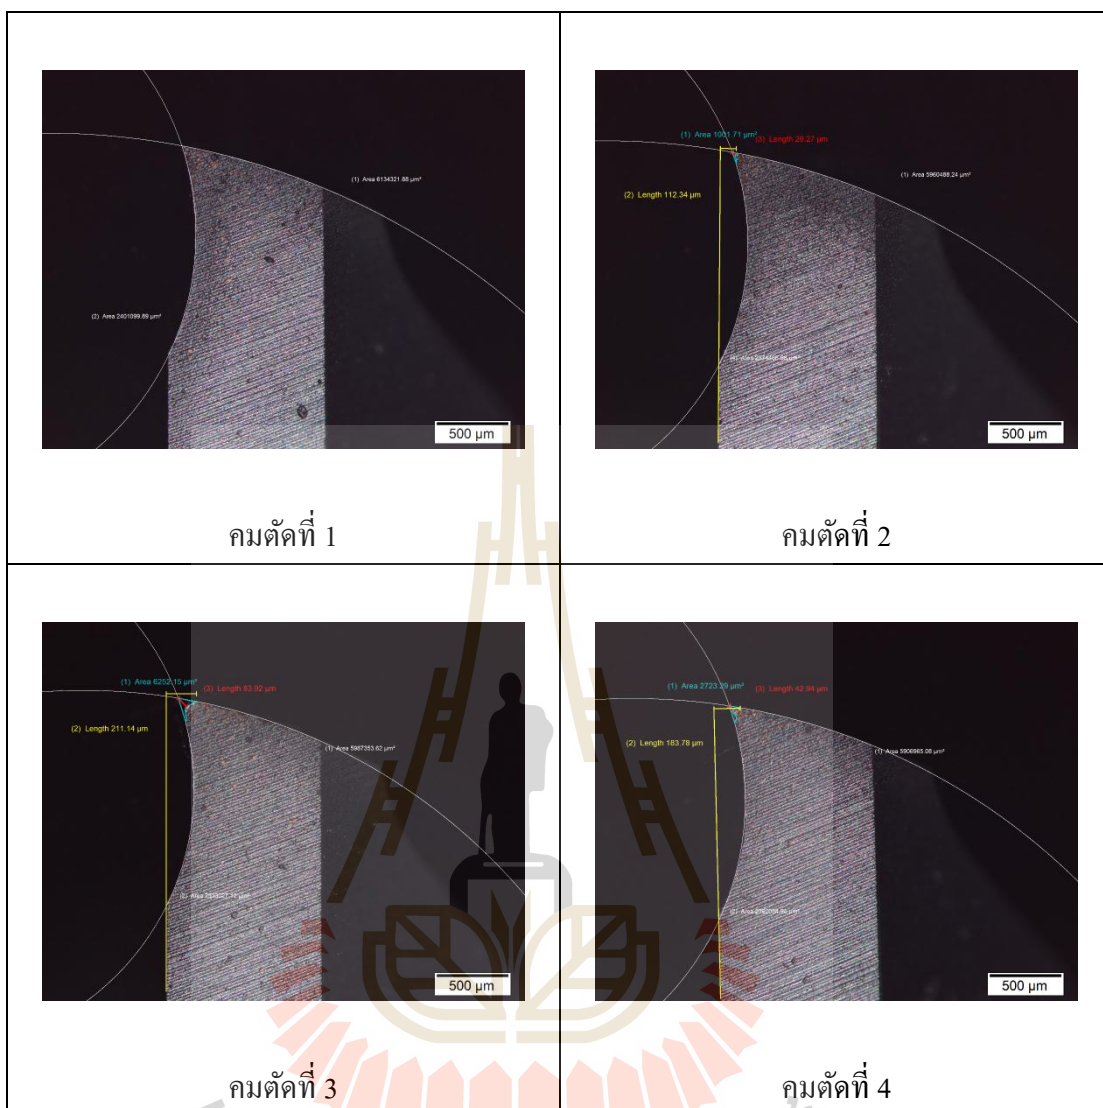 (1) Area 6134321.88 µm²
(2) Area 2401099.89 µm²
500 µm
คมตัดที่ 1
(1) Area 1001.71 µm²
(3) Length 29.27 µm
(1) Area 5960488.24 µm²
(2) Length 112.34 µm
500 µm
คมตัดที่ 2
(1) Area 6252.15 µm²
(3) Length 83.92 µm
(2) Length 211.14 µm
(1) Area 5987353.62 µm²
500 µm
คมตัดที่ 3
(1) Area 2723.29 µm²
(3) Length 42.94 µm
(2) Length 183.78 µm
(1) Area 5906965.08 µm²
500 µm
คมตัดที่ 4